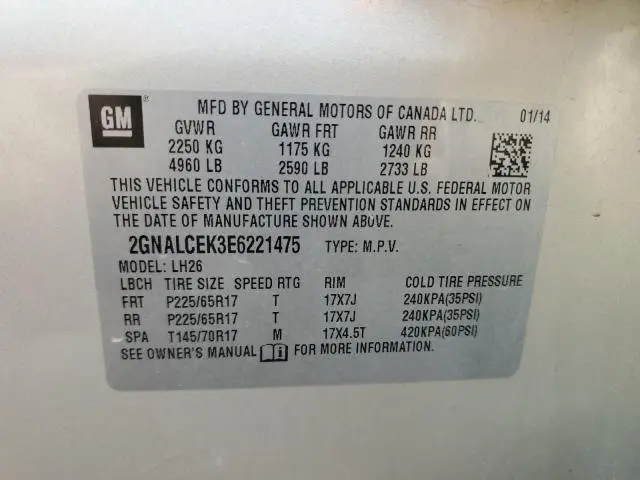 GM ®
MFD BY GENERAL MOTORS OF CANADA LTD. 01/14
GVWR GAWR FRT GAWR RR
2250 KG 1175 KG 1240 KG
4960 LB 2590 LB 2733 LB
THIS VEHICLE CONFORMS TO ALL APPLICABLE U.S. FEDERAL MOTOR
VEHICLE SAFETY AND THEFT PREVENTION STANDARDS IN EFFECT ON
THE DATE OF MANUFACTURE SHOWN ABOVE.
2GNALCEK3E6221475 TYPE: M.P.V.
MODEL: LH26
LBCH TIRE SIZE SPEED RTG RIM COLD TIRE PRESSURE
FRT P225/65R17 T 17X7J 240KPA(35PSI)
RR P225/65R17 T 17X7J 240KPA(35PSI)
SPA T145/70R17 M 17X4.5T 420KPA(60PSI)
SEE OWNER'S MANUAL i FOR MORE INFORMATION.